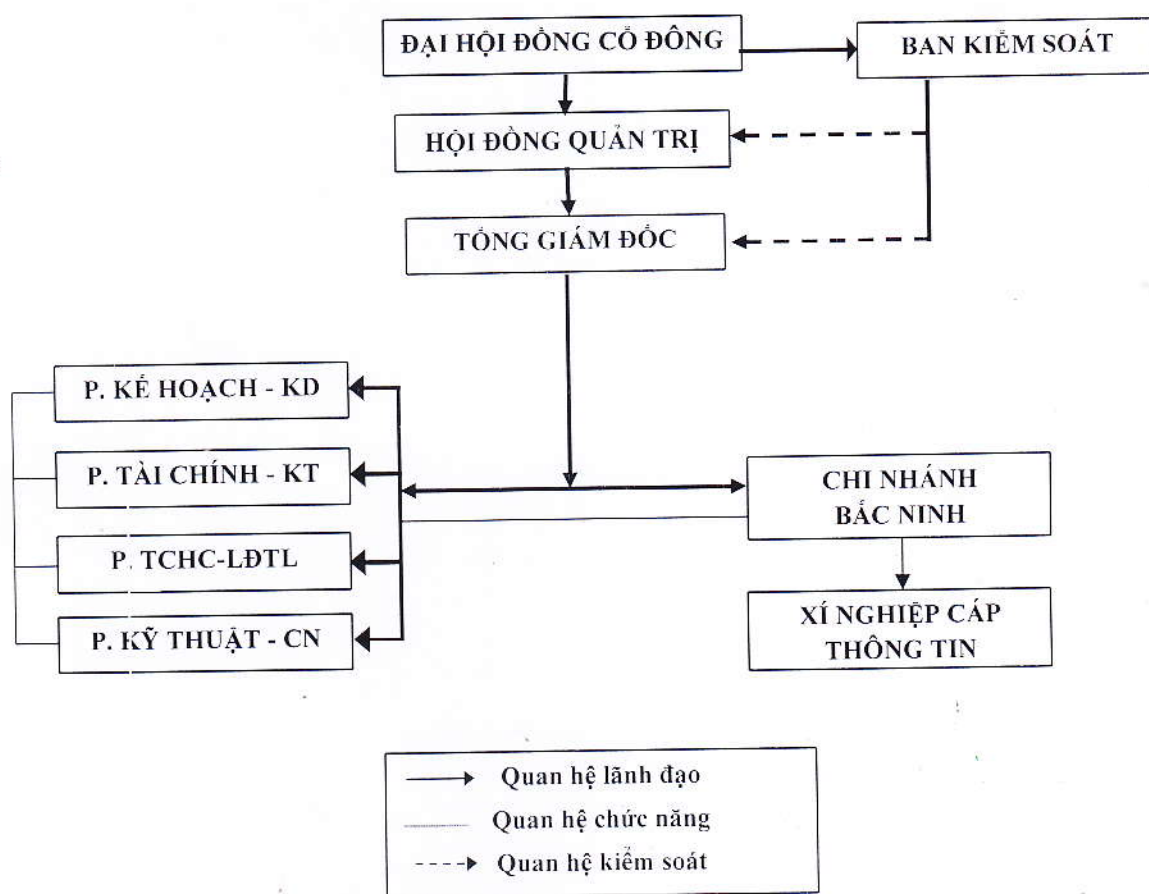 ĐẠI HỘI ĐỒNG CỔ ĐÔNG
BAN KIỂM SOÁT
HỘI ĐỒNG QUẢN TRỊ
TỔNG GIÁM ĐỐC
P. KẾ HOẠCH - KD
P. TÀI CHÍNH - KT
P. TCHC-LĐTL
P. KỸ THUẬT - CN
CHI NHÁNH
BẮC NINH
XÍ NGHIỆP CÁP
THÔNG TIN
Quan hệ lãnh đạo
Quan hệ chức năng
Quan hệ kiểm soát